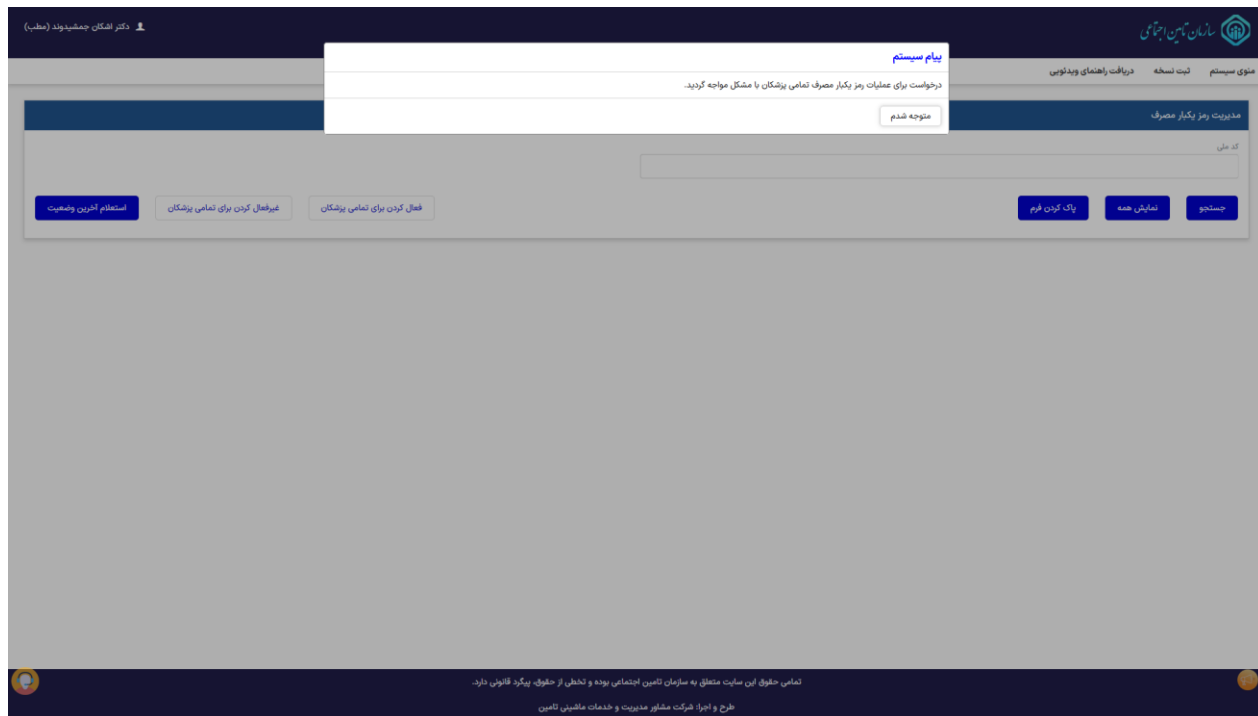 سازمان تأمین اجتماعی
دکتر اشکان جمشیدوند (مطب)
منوی سیستم
ثبت نسخه
دریافت راهنمای ویدئویی
پیام سیستم
درخواست برای عملیات رمز یکبار مصرف تمامی پزشکان با مشکل مواجه گردید.
متوجه شدم
مدیریت رمز یکبار مصرف
کد ملی
جستجو
نمایش همه
پاک کردن فرم
فعال کردن برای تمامی پزشکان
غیرفعال کردن برای تمامی پزشکان
استعلام آخرین وضعیت
تمامی حقوق این سایت متعلق به سازمان تامین اجتماعی بوده و تخطی از حقوق، پیگرد قانونی دارد.
طرح و اجرا: شرکت مشاور مدیریت و خدمات ماشینی تامین